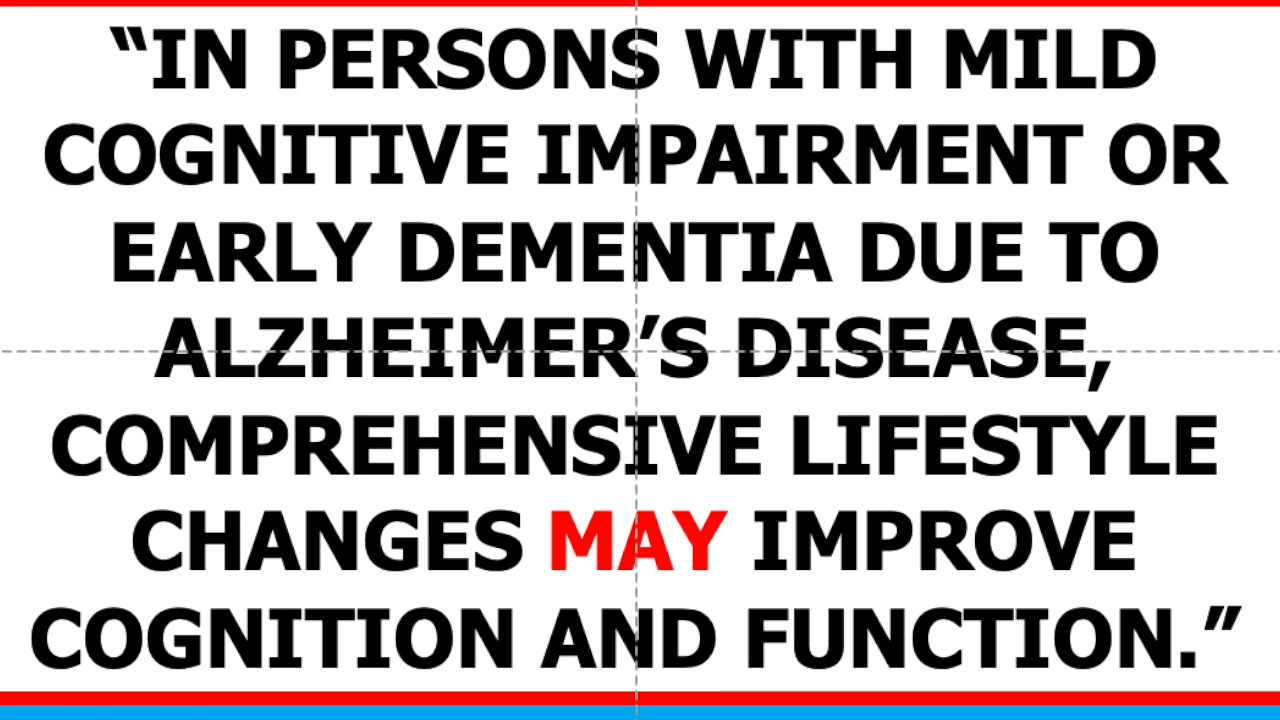 “IN PERSONS WITH MILD
COGNITIVE IMPAIRMENT OR
EARLY DEMENTIA DUE TO
ALZHEIMER’S DISEASE,
COMPREHENSIVE LIFESTYLE
CHANGES MAY IMPROVE
COGNITION AND FUNCTION.”